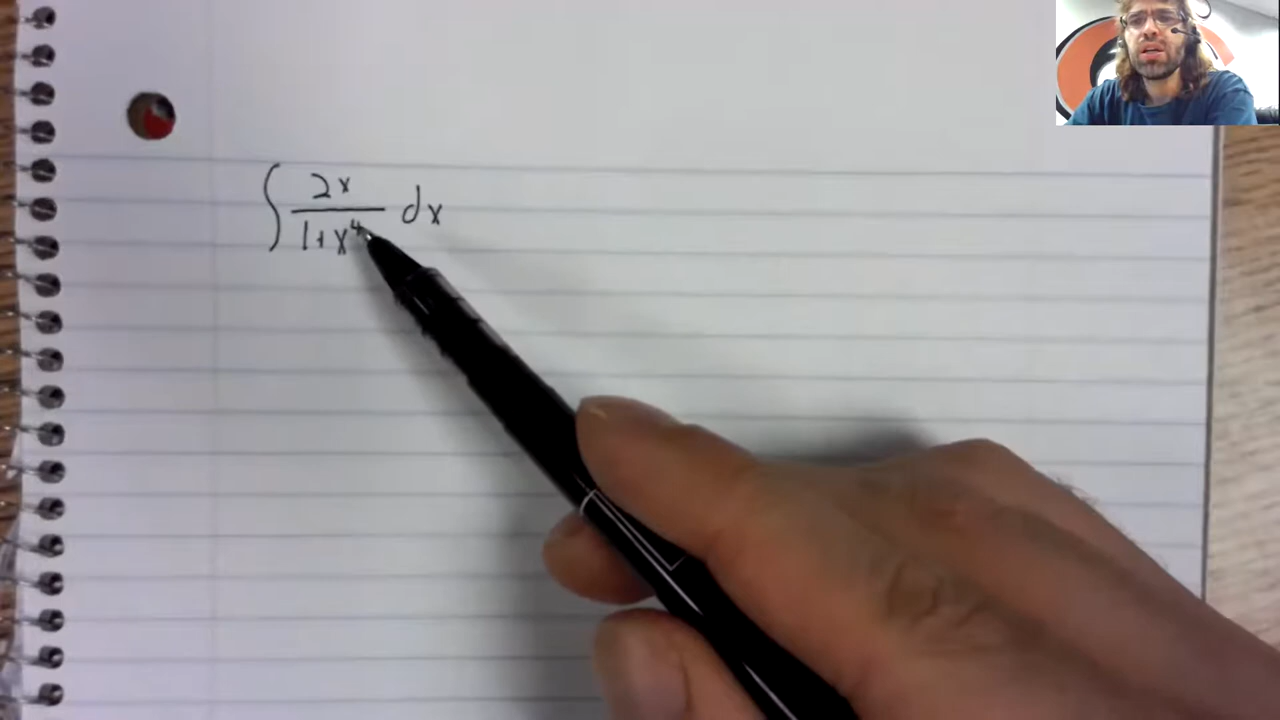 ∫ 2x/(1+x⁴) dx